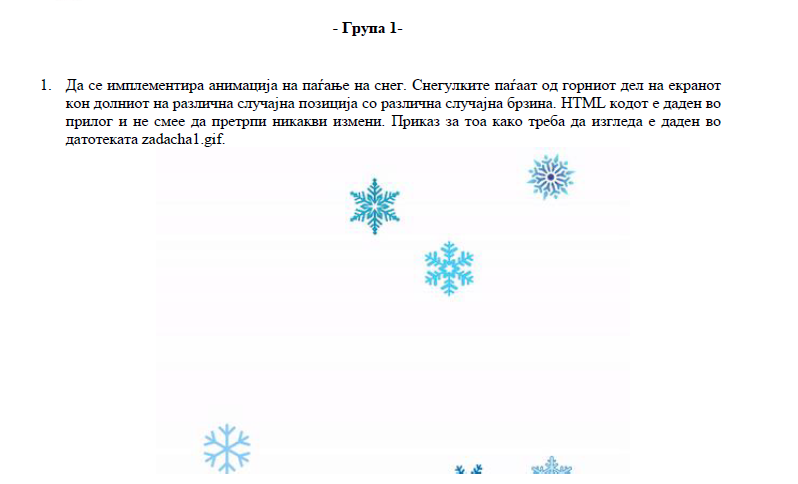 - Група 1-
1. Да се имплементира анимација на паѓање на снег. Снегулките паѓаат од горниот дел на екранот
кон долниот на различна случајна позиција со различна случајна брзина. HTML кодот е даден во
прилог и не смее да претрпи никакви измени. Приказ за тоа како треба да изгледа е даден во
датотеката zadacha1.gif.